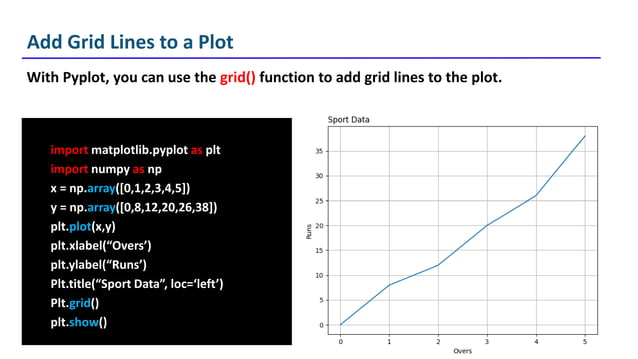 Add Grid Lines to a Plot
With Pyplot, you can use the grid() function to add grid lines to the plot.
import matplotlib.pyplot as plt
import numpy as np
x = np.array([0,1,2,3,4,5])
y = np.array([0,8,12,20,26,38])
plt.plot(x,y)
plt.xlabel(“Overs’)
plt.ylabel(“Runs’)
Plt.title(“Sport Data”, loc=‘left’)
Plt.grid()
plt.show()
Sport Data
35
30
25
20
15
10
5
0
Runs
0 1 2 3 4 5
Overs